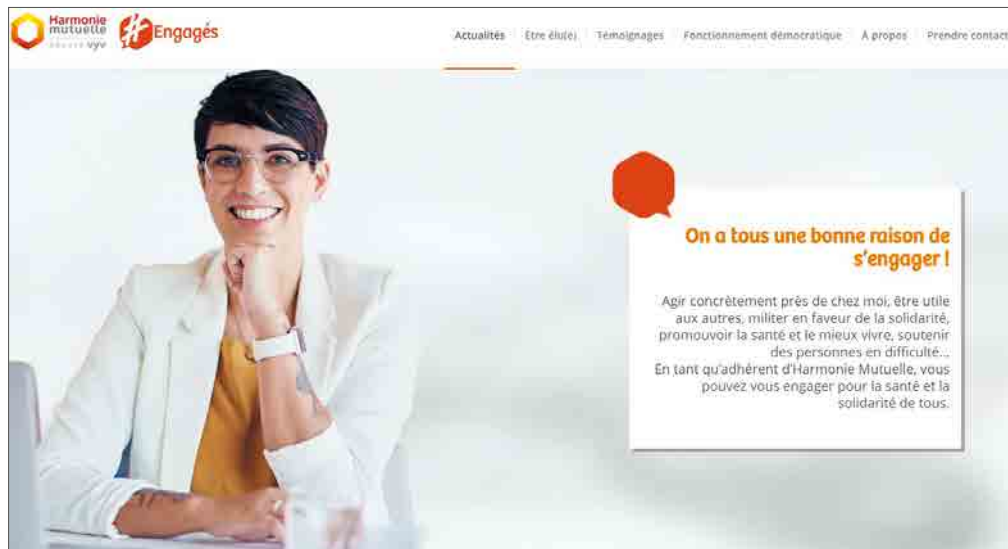 Harmonie
mutuelle
GROUPE vyv
#Engagés
Actualités
Être élu(e)
Témoignages
Fonctionnement démocratique
À propos
Prendre contact
On a tous une bonne raison de
s'engager !
Agir concrètement près de chez moi, être utile
aux autres, militer en faveur de la solidarité,
promouvoir la santé et le mieux vivre, soutenir
des personnes en difficulté...
En tant qu'adhérent d'Harmonie Mutuelle, vous
pouvez vous engager pour la santé et la
solidarité de tous.